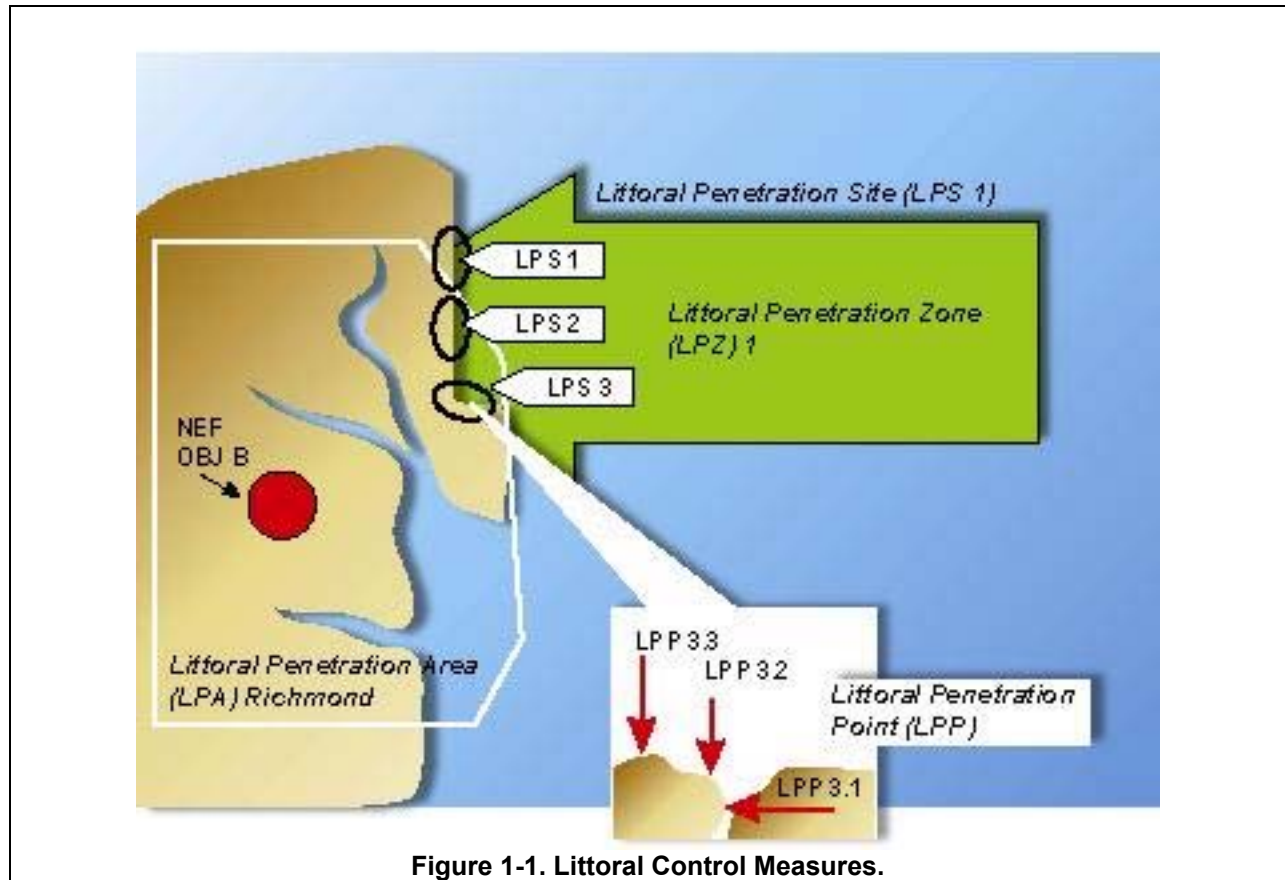 Littoral Penetration Site (LPS 1)
LPS 1
LPS 2
Littoral Penetration Zone
(LPZ) 1
LPS 3
NEF
OBJ B
Littoral Penetration Area
(LPA) Richmond
LPP 3.3
LPP 3.2
Littoral Penetration
Point (LPP)
LPP 3.1
Figure 1-1. Littoral Control Measures.